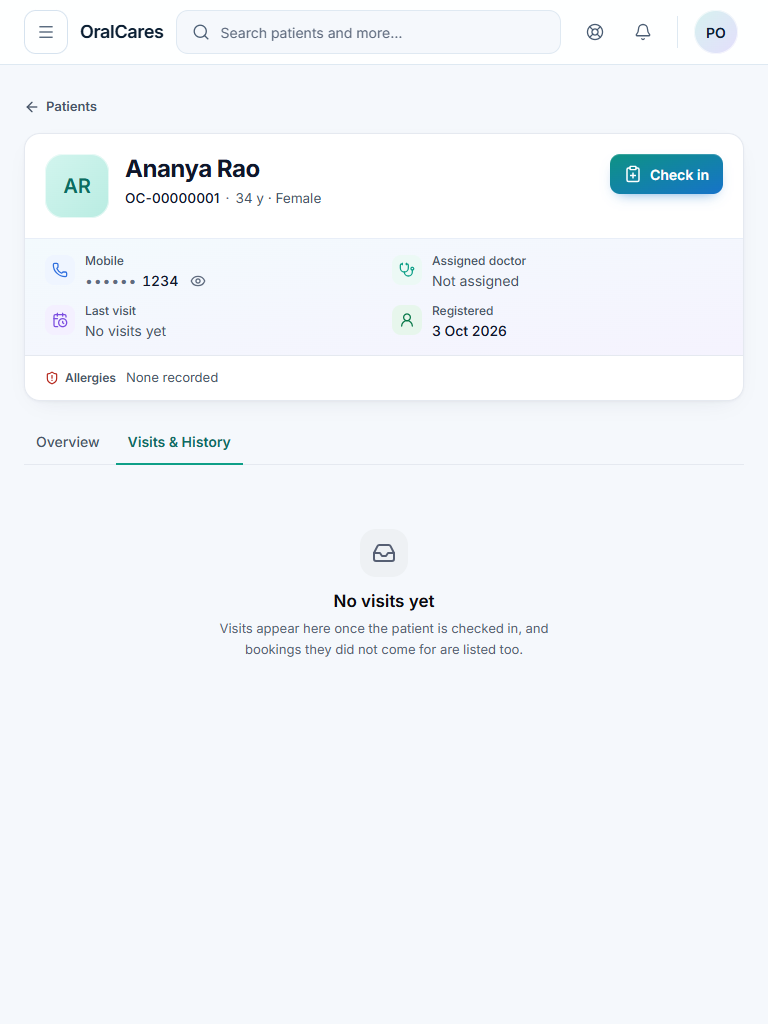 OralCares
Search patients and more...
PO
Patients
AR
Ananya Rao
OC-00000001 · 34 y · Female
Check in
Mobile
•••••• 1234
Assigned doctor
Not assigned
Last visit
No visits yet
Registered
3 Oct 2026
Allergies None recorded
Overview
Visits & History
No visits yet
Visits appear here once the patient is checked in, and
bookings they did not come for are listed too.